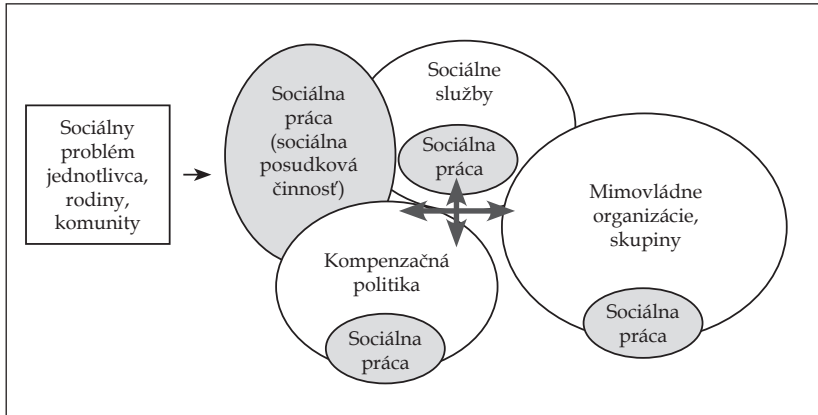 Sociálny
problém
jednotlivca,
rodiny,
komunity
Sociálna
práca
(sociálna
posudková
činnosť)
Sociálne
služby
Sociálna
práca
Mimovládne
organizácie,
skupiny
Sociálna
práca
Kompenzačná
politika
Sociálna
práca